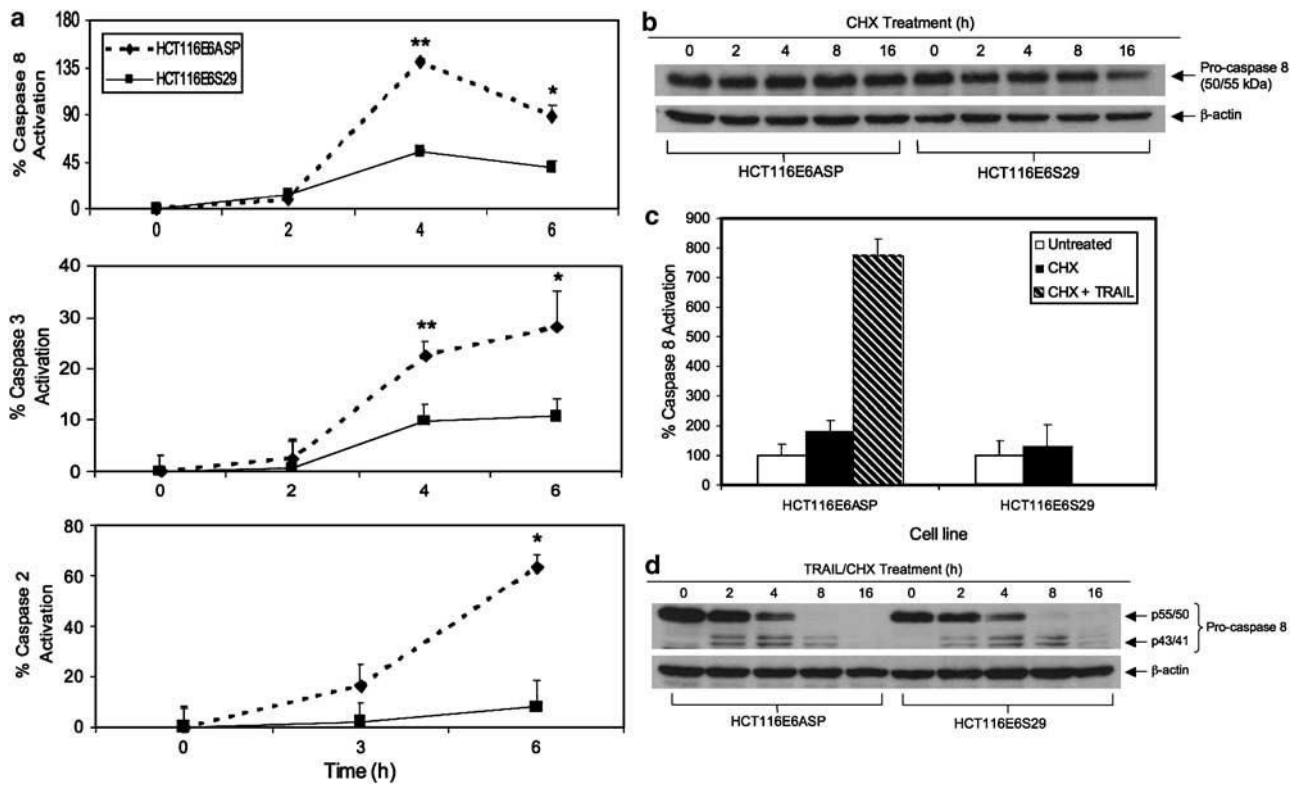 a
% Caspase 8
Activation
180
135
90
45
0
HCT116E6ASP
HCT116E6S29
**
*
0 2 4 6
% Caspase 3
Activation
40
30
20
10
0
**
*
0 2 4 6
% Caspase 2
Activation
80
60
40
20
0
*
0 3 6
Time (h)
b
CHX Treatment (h)
0 2 4 8 16 0 2 4 8 16
Pro-caspase 8
(50/55 kDa)
β-actin
HCT116E6ASP HCT116E6S29
c
% Caspase 8 Activation
900
800
700
600
500
400
300
200
100
0
Untreated
CHX
CHX + TRAIL
HCT116E6ASP HCT116E6S29
Cell line
d
TRAIL/CHX Treatment (h)
0 2 4 8 16 0 2 4 8 16
p55/50
Pro-caspase 8
p43/41
β-actin
HCT116E6ASP HCT116E6S29